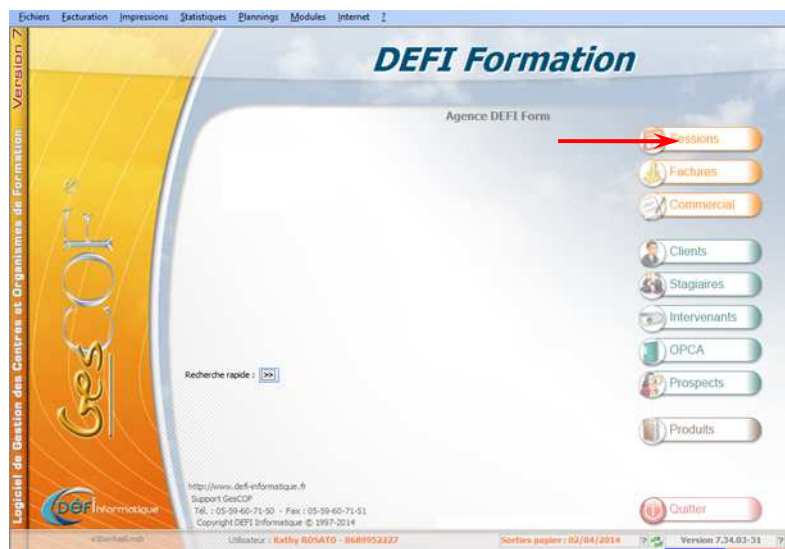 Fichiers Facturation Impressions Statistiques Plannings Modules Internet ?
DEFI Formation
Agence DEFI Form
Sessions
Factures
Commercial
Clients
Stagiaires
Intervenants
OPCA
Prospects
Produits
Quitter
Recherche rapide : >>
Logiciel de Gestion des Centres et Organismes de Formation Version 7
GesCOF
DÉFI Informatique
http://www.defi-informatique.fr
Support GesCOF
Tél. : 05-59-60-71-50 - Fax : 05-59-60-71-51
Copyright DEFI Informatique © 1997-2014
Utilisateur : Kathy ROSATO - 0689952227
Sorties papier : 02/04/2014
? Version 7.34.03-31 ?